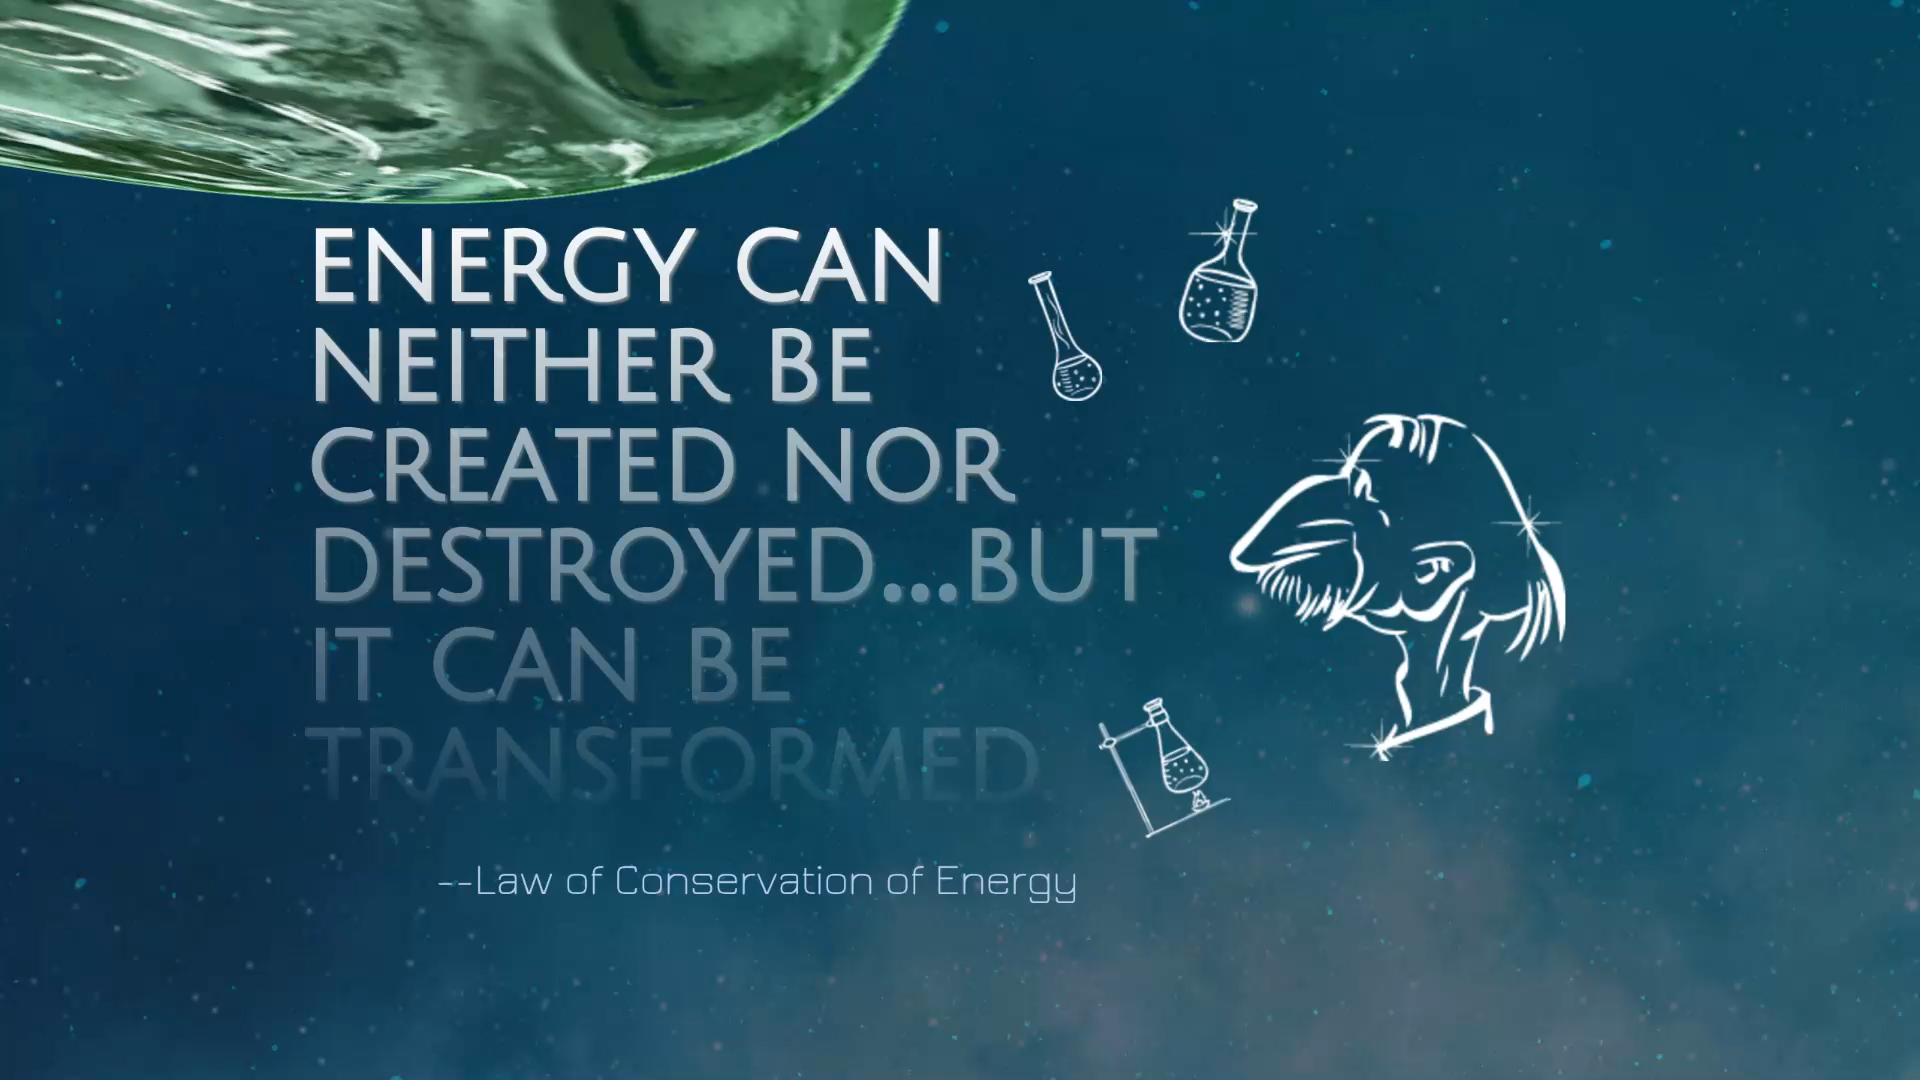 ENERGY CAN
NEITHER BE
CREATED NOR
DESTROYED...BUT
IT CAN BE
TRANSFORMED.
--Law of Conservation of Energy